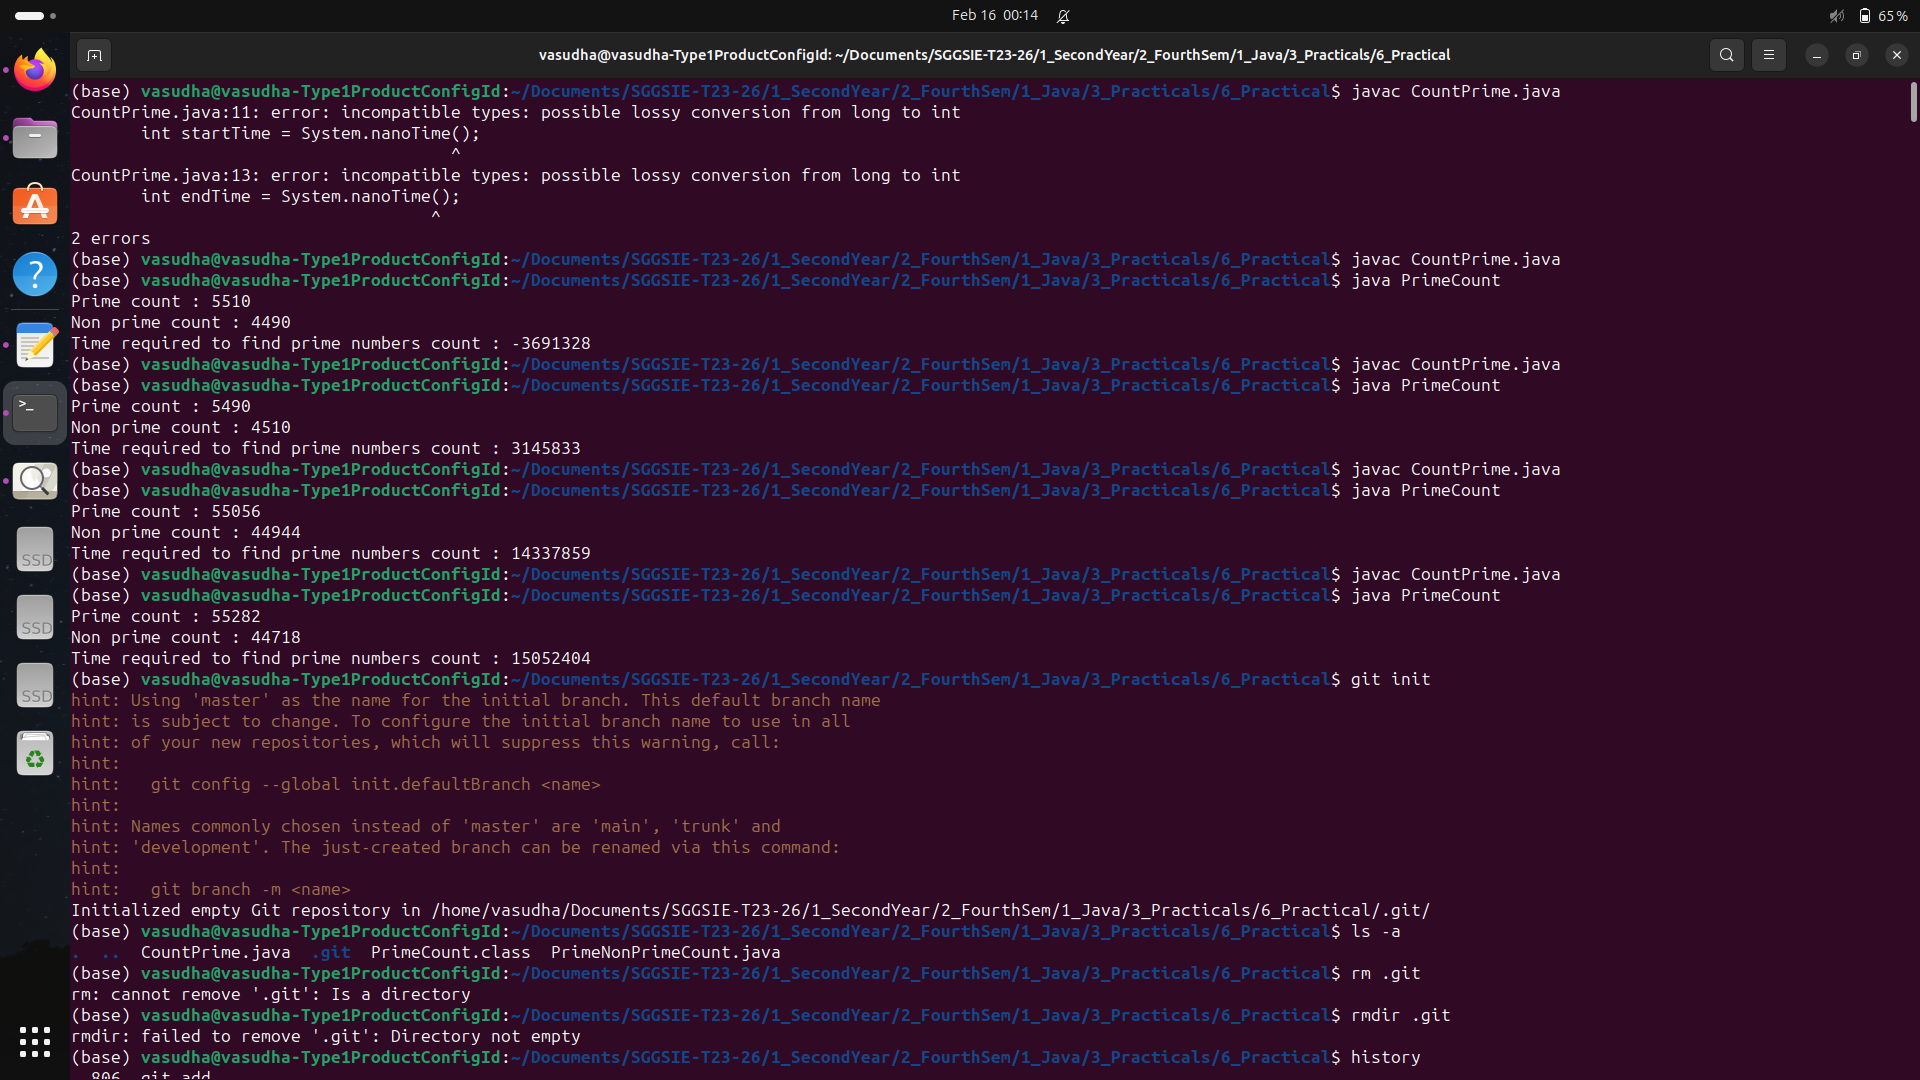 Feb 16 00:14
65 %
vasudha@vasudha-Type1ProductConfigId: ~/Documents/SGGSIE-T23-26/1_SecondYear/2_FourthSem/1_Java/3_Practicals/6_Practical
(base) vasudha@vasudha-Type1ProductConfigId:~/Documents/SGGSIE-T23-26/1_SecondYear/2_FourthSem/1_Java/3_Practicals/6_Practical$ javac CountPrime.java
CountPrime.java:11: error: incompatible types: possible lossy conversion from long to int
       int startTime = System.nanoTime();
                                      ^
CountPrime.java:13: error: incompatible types: possible lossy conversion from long to int
       int endTime = System.nanoTime();
                                    ^
2 errors
(base) vasudha@vasudha-Type1ProductConfigId:~/Documents/SGGSIE-T23-26/1_SecondYear/2_FourthSem/1_Java/3_Practicals/6_Practical$ javac CountPrime.java
(base) vasudha@vasudha-Type1ProductConfigId:~/Documents/SGGSIE-T23-26/1_SecondYear/2_FourthSem/1_Java/3_Practicals/6_Practical$ java PrimeCount
Prime count : 5510
Non prime count : 4490
Time required to find prime numbers count : -3691328
(base) vasudha@vasudha-Type1ProductConfigId:~/Documents/SGGSIE-T23-26/1_SecondYear/2_FourthSem/1_Java/3_Practicals/6_Practical$ javac CountPrime.java
(base) vasudha@vasudha-Type1ProductConfigId:~/Documents/SGGSIE-T23-26/1_SecondYear/2_FourthSem/1_Java/3_Practicals/6_Practical$ java PrimeCount
Prime count : 5490
Non prime count : 4510
Time required to find prime numbers count : 3145833
(base) vasudha@vasudha-Type1ProductConfigId:~/Documents/SGGSIE-T23-26/1_SecondYear/2_FourthSem/1_Java/3_Practicals/6_Practical$ javac CountPrime.java
(base) vasudha@vasudha-Type1ProductConfigId:~/Documents/SGGSIE-T23-26/1_SecondYear/2_FourthSem/1_Java/3_Practicals/6_Practical$ java PrimeCount
Prime count : 55056
Non prime count : 44944
Time required to find prime numbers count : 14337859
(base) vasudha@vasudha-Type1ProductConfigId:~/Documents/SGGSIE-T23-26/1_SecondYear/2_FourthSem/1_Java/3_Practicals/6_Practical$ javac CountPrime.java
(base) vasudha@vasudha-Type1ProductConfigId:~/Documents/SGGSIE-T23-26/1_SecondYear/2_FourthSem/1_Java/3_Practicals/6_Practical$ java PrimeCount
Prime count : 55282
Non prime count : 44718
Time required to find prime numbers count : 15052404
(base) vasudha@vasudha-Type1ProductConfigId:~/Documents/SGGSIE-T23-26/1_SecondYear/2_FourthSem/1_Java/3_Practicals/6_Practical$ git init
hint: Using 'master' as the name for the initial branch. This default branch name
hint: is subject to change. To configure the initial branch name to use in all
hint: of your new repositories, which will suppress this warning, call:
hint:
hint:   git config --global init.defaultBranch <name>
hint:
hint: Names commonly chosen instead of 'master' are 'main', 'trunk' and
hint: 'development'. The just-created branch can be renamed via this command:
hint:
hint:   git branch -m <name>
Initialized empty Git repository in /home/vasudha/Documents/SGGSIE-T23-26/1_SecondYear/2_FourthSem/1_Java/3_Practicals/6_Practical/.git/
(base) vasudha@vasudha-Type1ProductConfigId:~/Documents/SGGSIE-T23-26/1_SecondYear/2_FourthSem/1_Java/3_Practicals/6_Practical$ ls -a
.  ..  CountPrime.java  .git  PrimeCount.class  PrimeNonPrimeCount.java
(base) vasudha@vasudha-Type1ProductConfigId:~/Documents/SGGSIE-T23-26/1_SecondYear/2_FourthSem/1_Java/3_Practicals/6_Practical$ rm .git
rm: cannot remove '.git': Is a directory
(base) vasudha@vasudha-Type1ProductConfigId:~/Documents/SGGSIE-T23-26/1_SecondYear/2_FourthSem/1_Java/3_Practicals/6_Practical$ rmdir .git
rmdir: failed to remove '.git': Directory not empty
(base) vasudha@vasudha-Type1ProductConfigId:~/Documents/SGGSIE-T23-26/1_SecondYear/2_FourthSem/1_Java/3_Practicals/6_Practical$ history
  806  git add
SSD
SSD
SSD